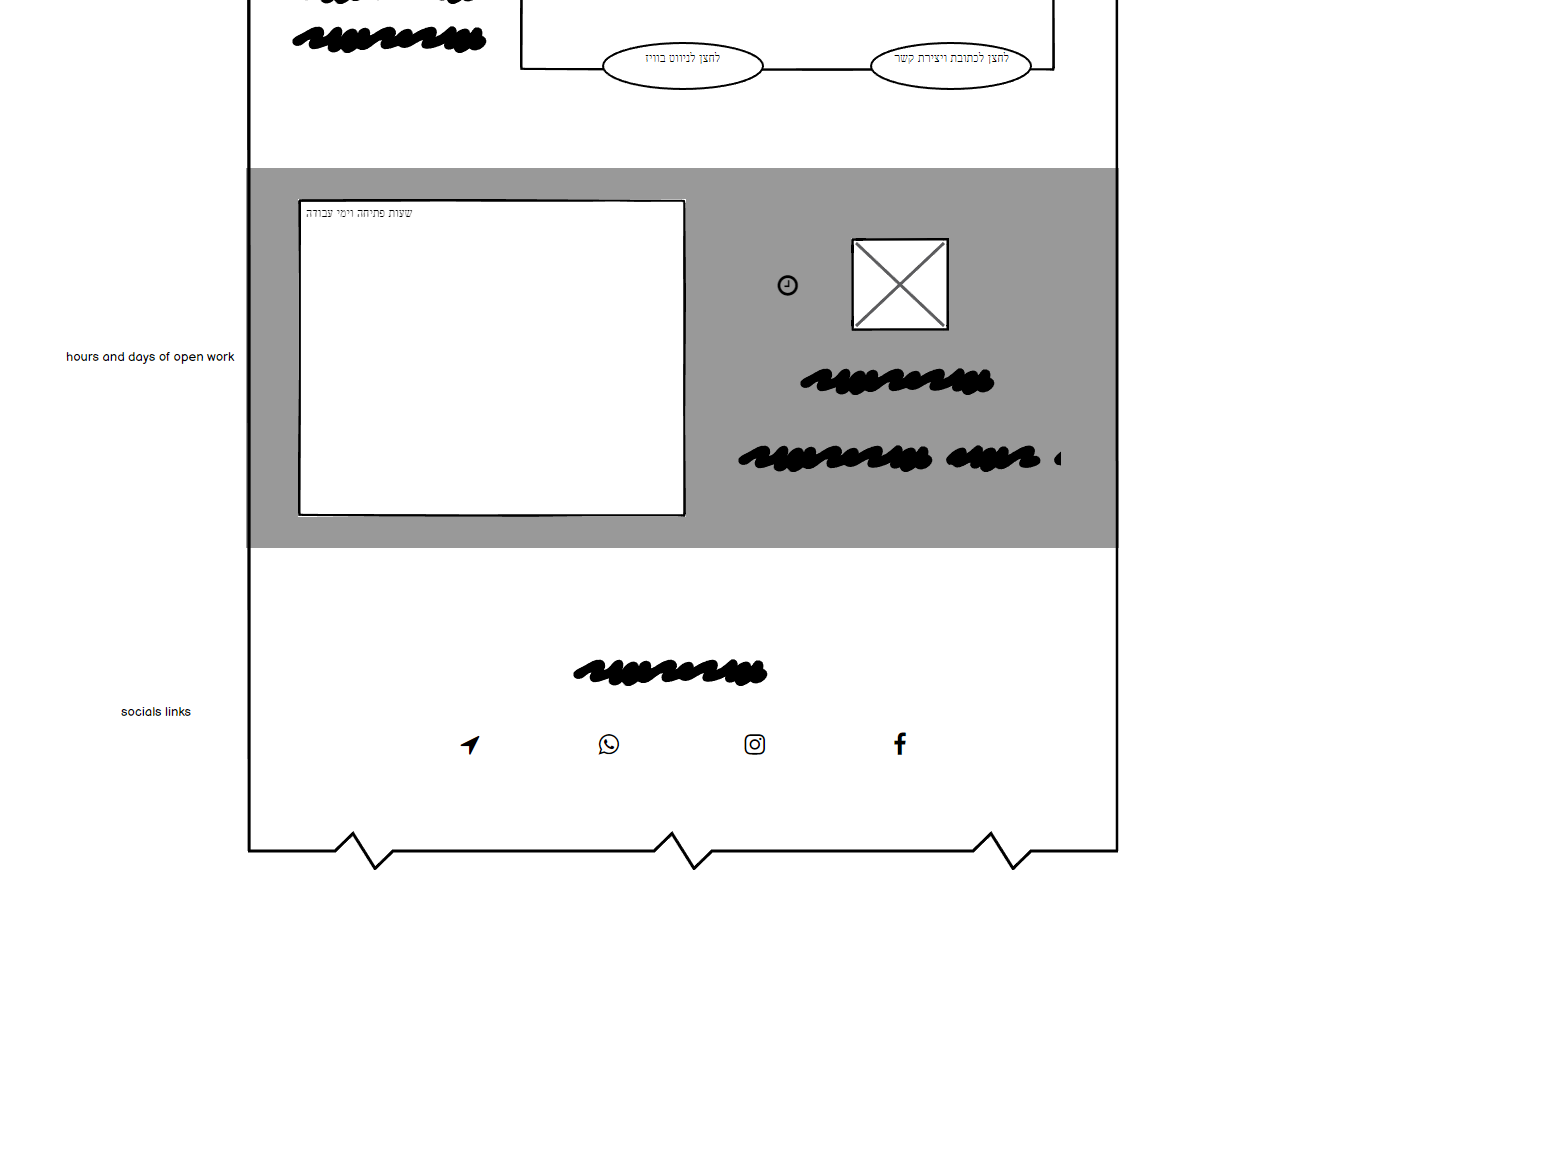 לחצן לכתובת ויצירת קשר
לחצן לניווט בוויז
שעות פתיחה וימי עבודה
hours and days of open work
socials links